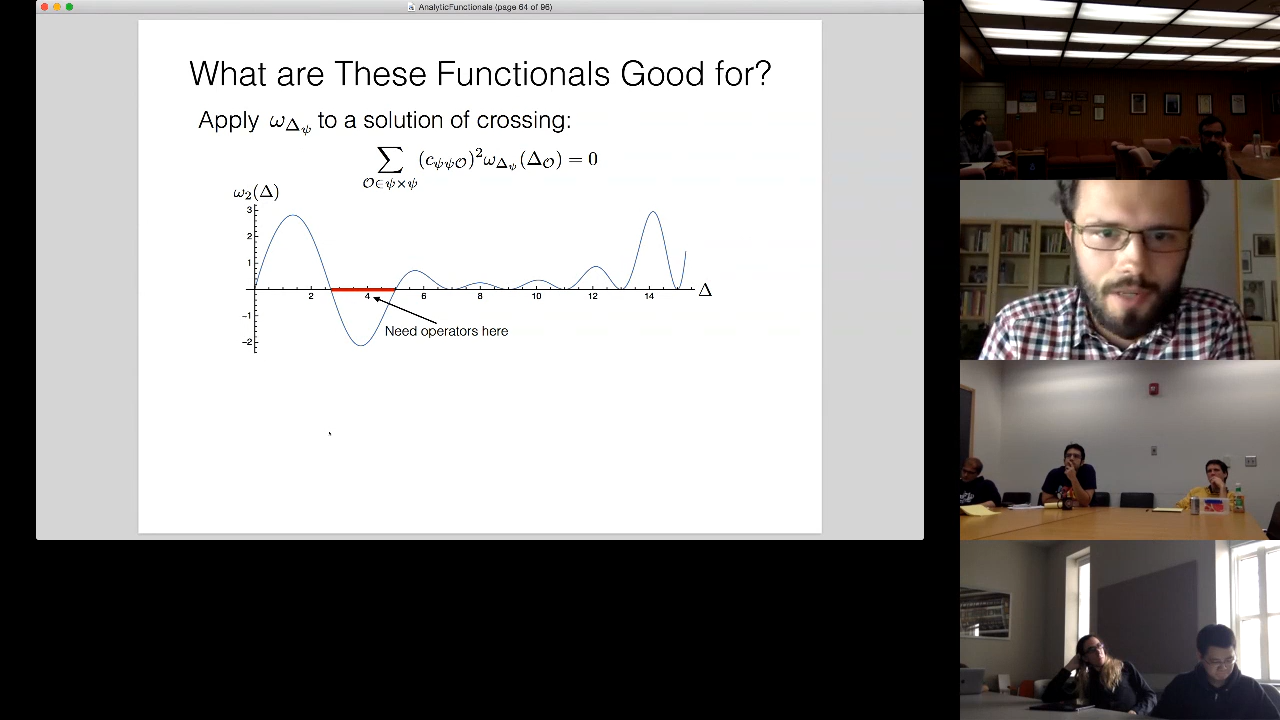 AnalyticFunctionals (page 64 of 96)
What are These Functionals Good for?
Apply ω_{Δ_ψ} to a solution of crossing:
∑_{𝒪∈ψ×ψ} (c_{ψψ𝒪})² ω_{Δ_ψ}(Δ_𝒪) = 0
ω₂(Δ)
3
2
1
-1
-2
2 4 6 8 10 12 14 Δ
Need operators here